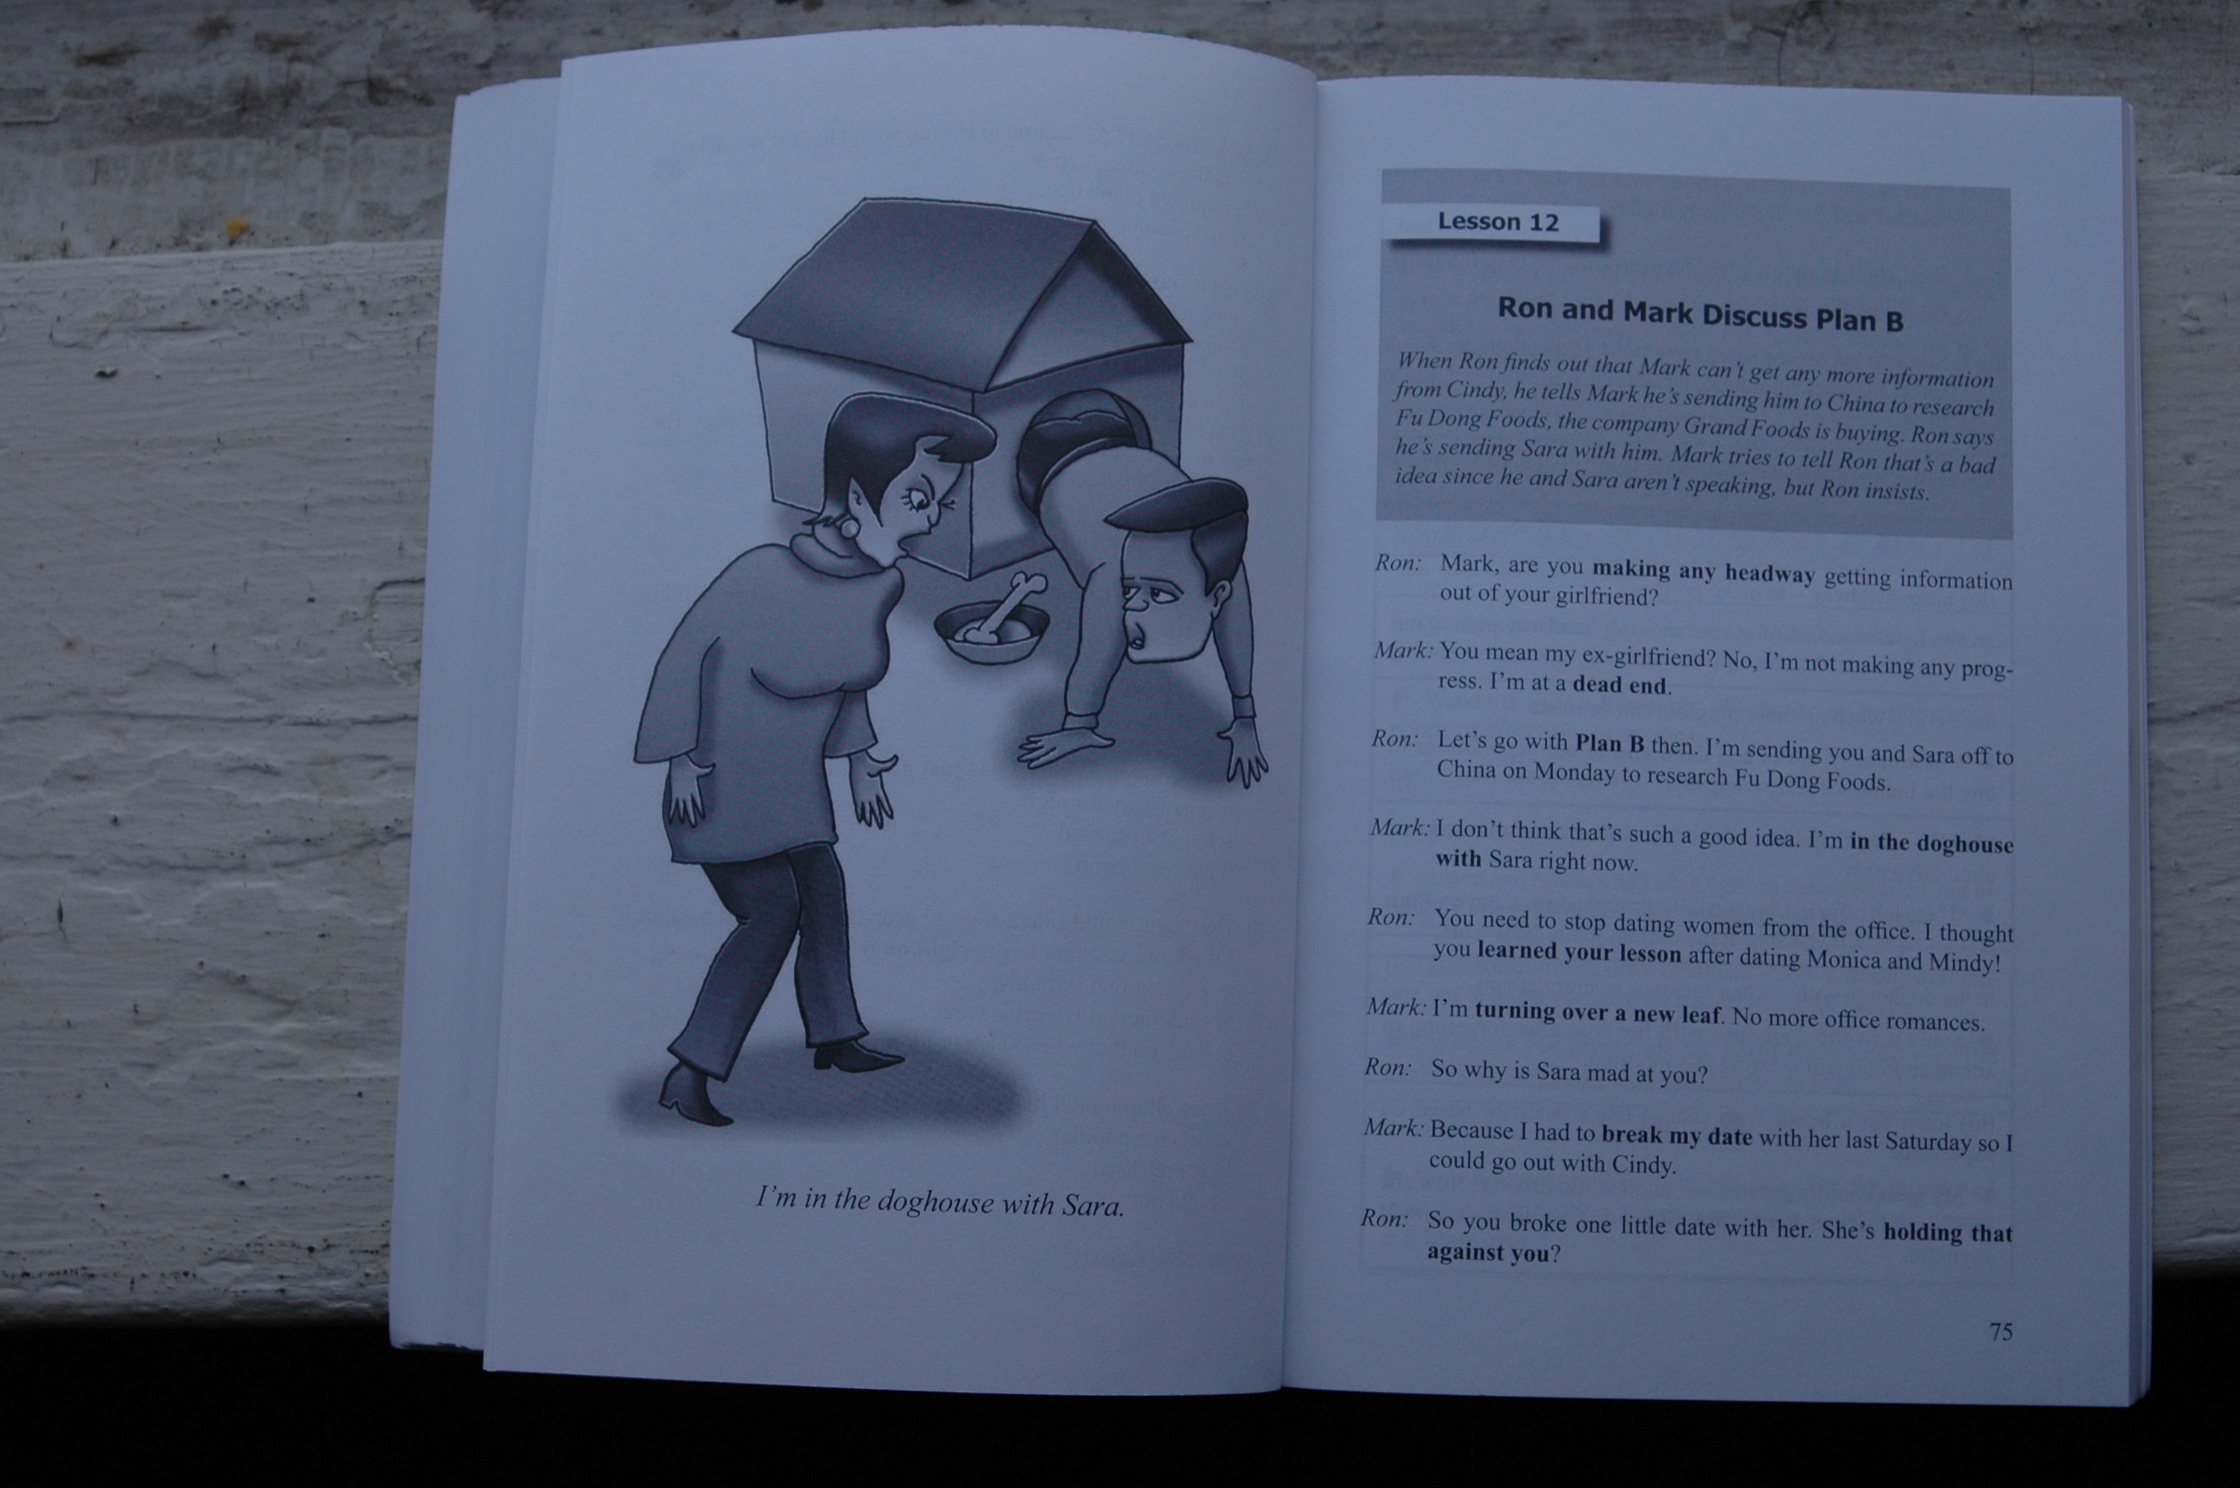 I'm in the doghouse with Sara.
Lesson 12
Ron and Mark Discuss Plan B
When Ron finds out that Mark can't get any more information
from Cindy, he tells Mark he's sending him to China to research
Fu Dong Foods, the company Grand Foods is buying. Ron says
he's sending Sara with him. Mark tries to tell Ron that's a bad
idea since he and Sara aren't speaking, but Ron insists.
Ron: Mark, are you making any headway getting information
out of your girlfriend?
Mark: You mean my ex-girlfriend? No, I'm not making any prog-
ress. I'm at a dead end.
Ron: Let's go with Plan B then. I'm sending you and Sara off to
China on Monday to research Fu Dong Foods.
Mark: I don't think that's such a good idea. I'm in the doghouse
with Sara right now.
Ron: You need to stop dating women from the office. I thought
you learned your lesson after dating Monica and Mindy!
Mark: I'm turning over a new leaf. No more office romances.
Ron: So why is Sara mad at you?
Mark: Because I had to break my date with her last Saturday so I
could go out with Cindy.
Ron: So you broke one little date with her. She's holding that
against you?
75